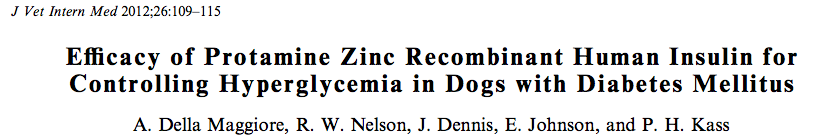 J Vet Intern Med 2012;26:109–115
Efficacy of Protamine Zinc Recombinant Human Insulin for
Controlling Hyperglycemia in Dogs with Diabetes Mellitus
A. Della Maggiore, R. W. Nelson, J. Dennis, E. Johnson, and P. H. Kass